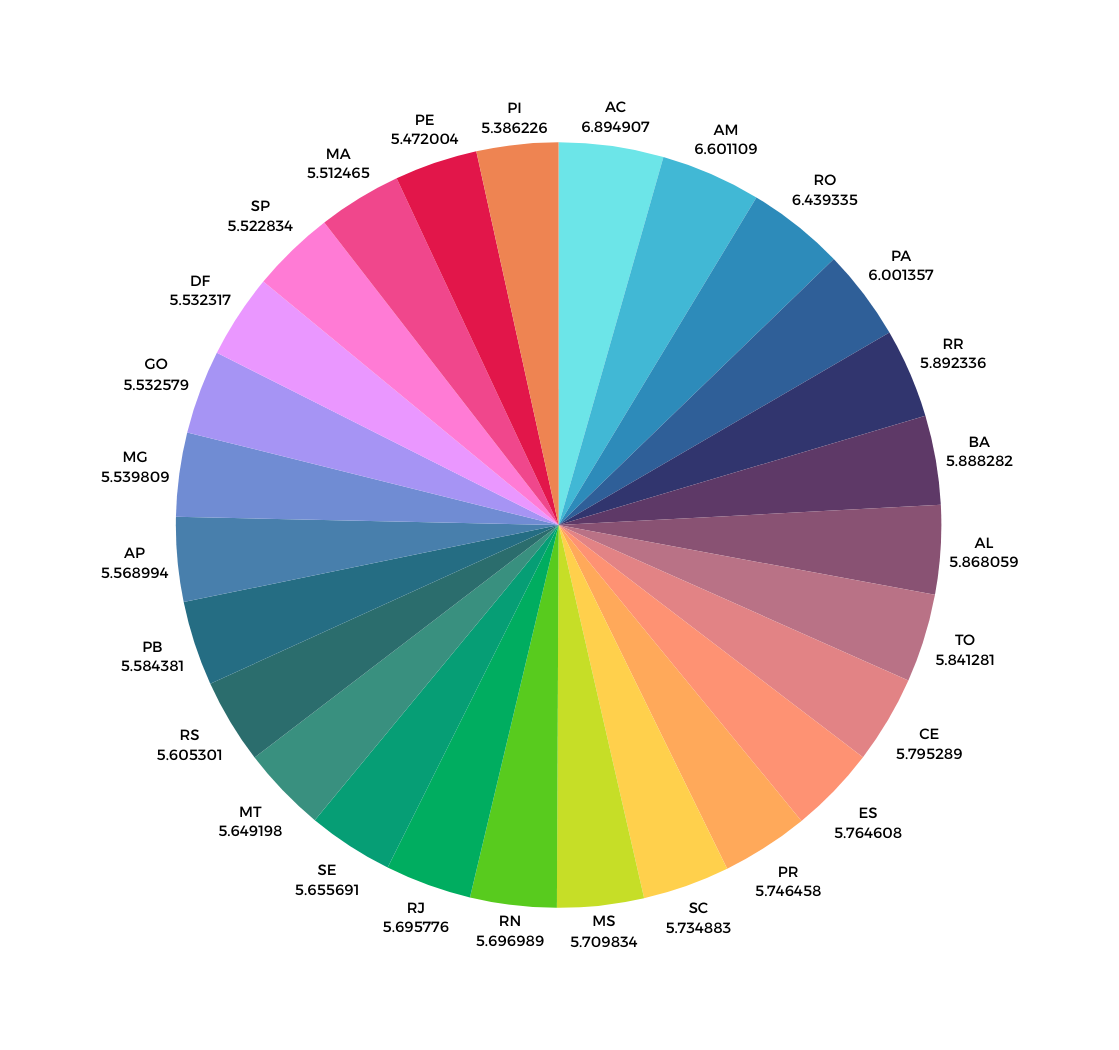 AC
6.894907
AM
6.601109
RO
6.439335
PA
6.001357
RR
5.892336
BA
5.888282
AL
5.868059
TO
5.841281
CE
5.795289
ES
5.764608
PR
5.746458
SC
5.734883
MS
5.709834
RN
5.696989
RJ
5.695776
SE
5.655691
MT
5.649198
RS
5.605301
PB
5.584381
AP
5.568994
MG
5.539809
GO
5.532579
DF
5.532317
SP
5.522834
MA
5.512465
PE
5.472004
PI
5.386226